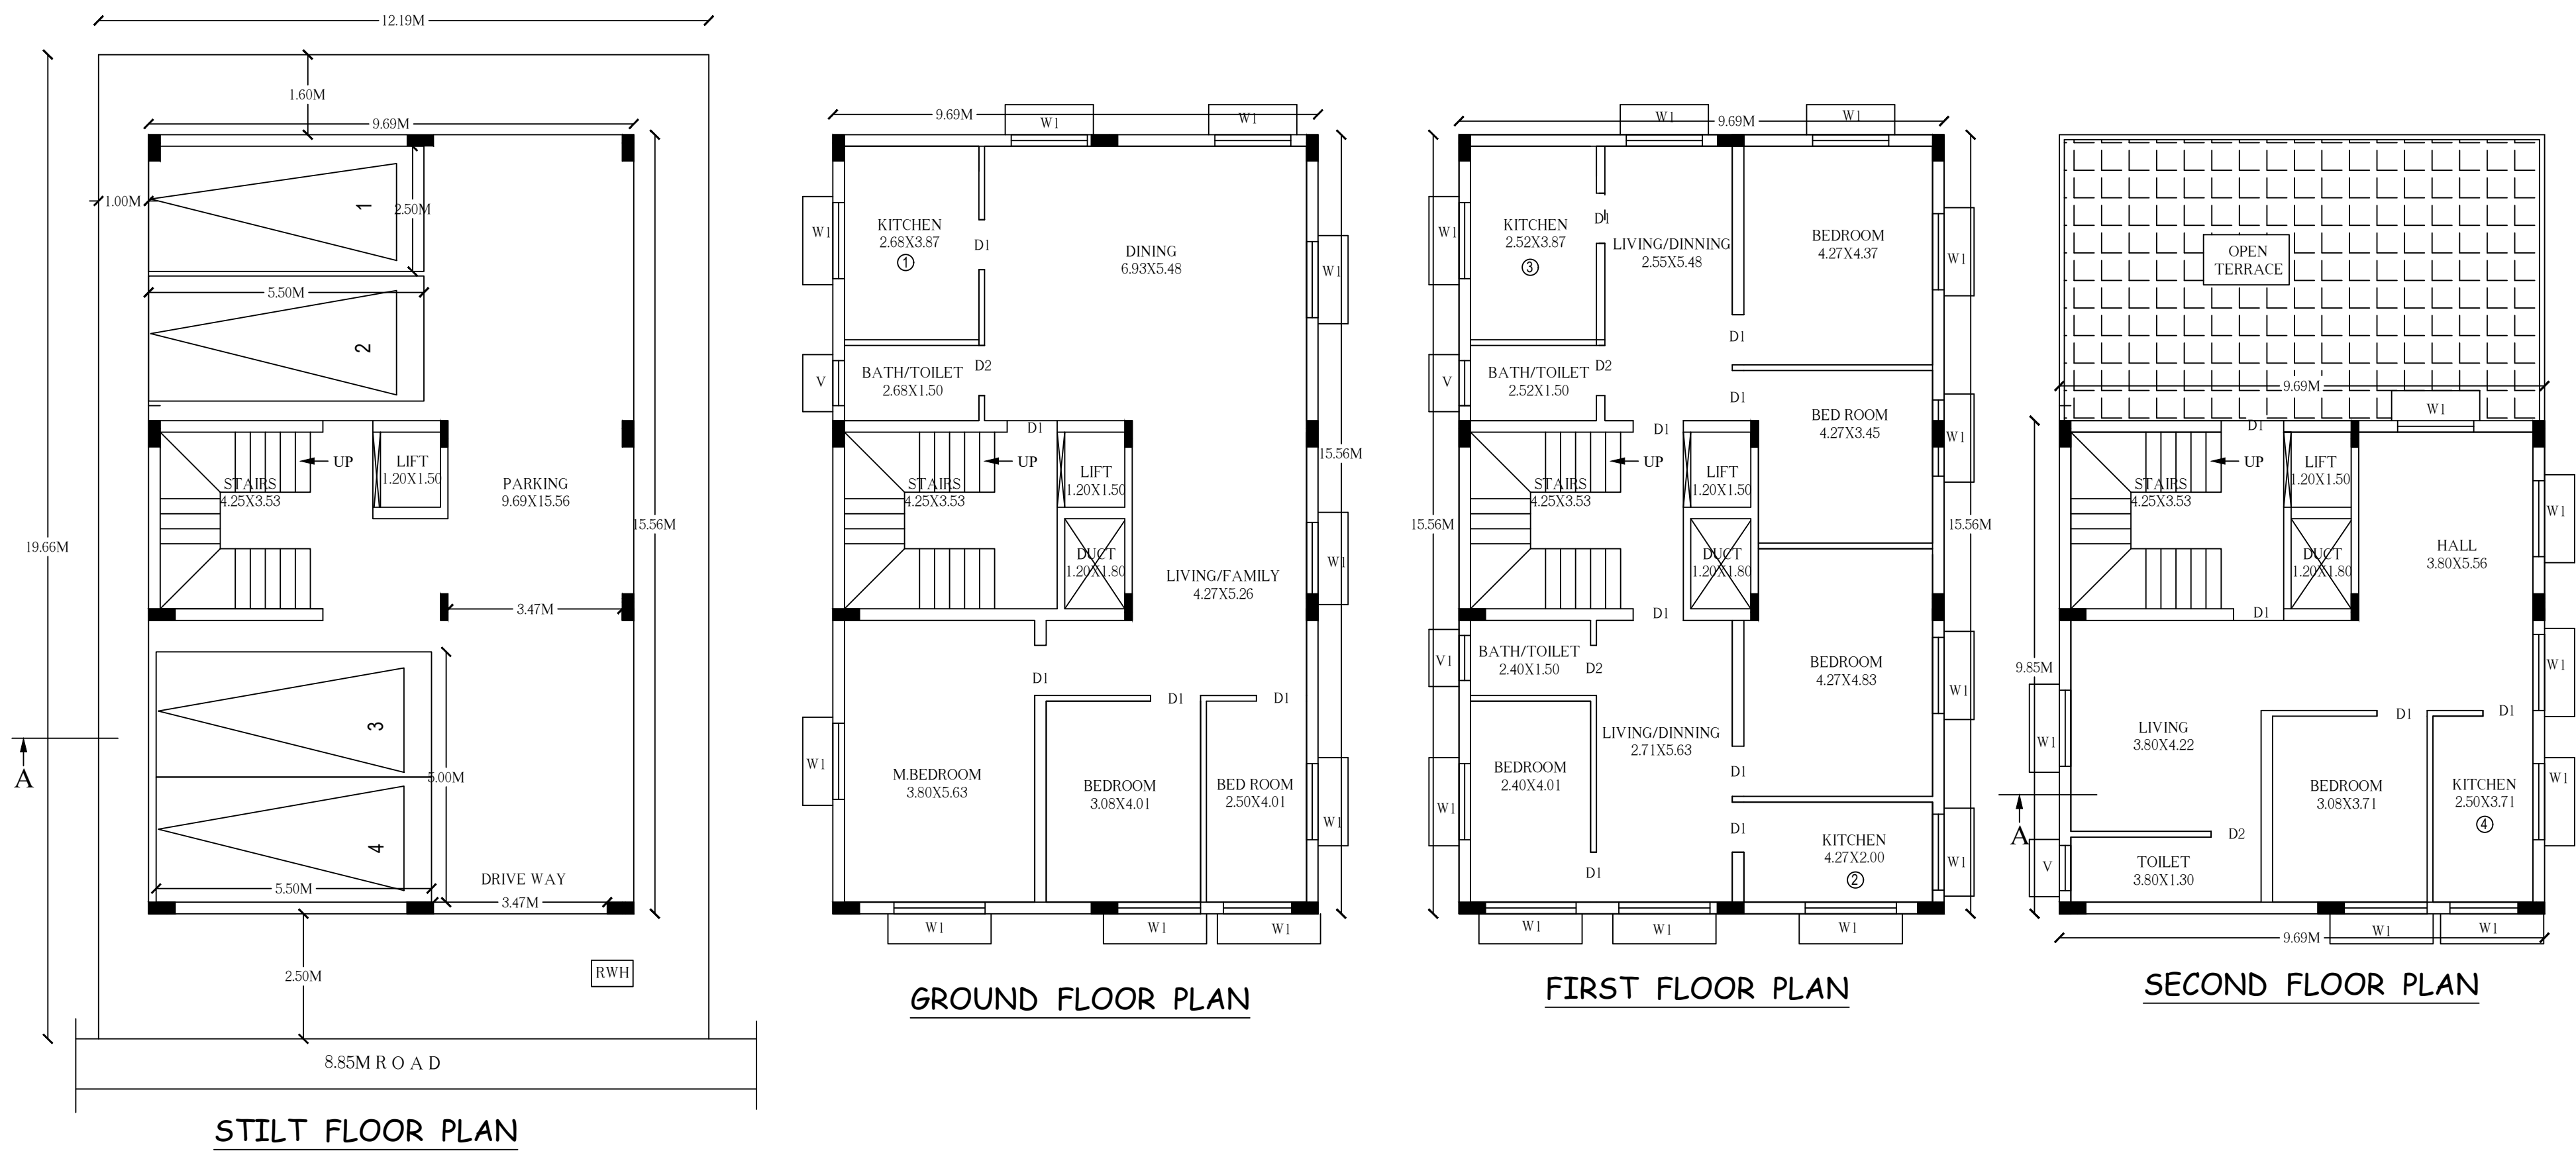 12.19M
1.60M
9.69M
1.00M
1
2.50M
5.50M
2
UP
LIFT
1.20X1.50
STAIRS
4.25X3.53
PARKING
9.69X15.56
15.56M
19.66M
3.47M
3
5.00M
A
4
5.50M
DRIVE WAY
3.47M
2.50M
RWH
8.85M R O A D
STILT FLOOR PLAN
9.69M
W1
W1
W1
KITCHEN
2.68X3.87
1
D1
DINING
6.93X5.48
W1
V
BATH/TOILET
2.68X1.50
D2
D1
UP
LIFT
1.20X1.50
STAIRS
4.25X3.53
15.56M
DUCT
1.20X1.80
LIVING/FAMILY
4.27X5.26
W1
D1
D1
D1
W1
M.BEDROOM
3.80X5.63
BEDROOM
3.08X4.01
BED ROOM
2.50X4.01
W1
W1
W1
W1
GROUND FLOOR PLAN
W1
9.69M
W1
W1
KITCHEN
2.52X3.87
3
D1
LIVING/DINNING
2.55X5.48
BEDROOM
4.27X4.37
W1
D1
V
BATH/TOILET
2.52X1.50
D2
D1
BED ROOM
4.27X3.45
W1
D1
UP
LIFT
1.20X1.50
STAIRS
4.25X3.53
15.56M
15.56M
DUCT
1.20X1.80
D1
V1
BATH/TOILET
2.40X1.50
D2
BEDROOM
4.27X4.83
W1
LIVING/DINNING
2.71X5.63
BEDROOM
2.40X4.01
D1
W1
D1
KITCHEN
4.27X2.00
2
W1
D1
W1
W1
W1
FIRST FLOOR PLAN
OPEN
TERRACE
9.69M
W1
D1
UP
LIFT
1.20X1.50
STAIRS
4.25X3.53
W1
HALL
3.80X5.56
DUCT
1.20X1.80
D1
9.85M
W1
D1
D1
LIVING
3.80X4.22
W1
BEDROOM
3.08X3.71
KITCHEN
2.50X3.71
4
W1
A
D2
V
TOILET
3.80X1.30
9.69M
W1
W1
SECOND FLOOR PLAN